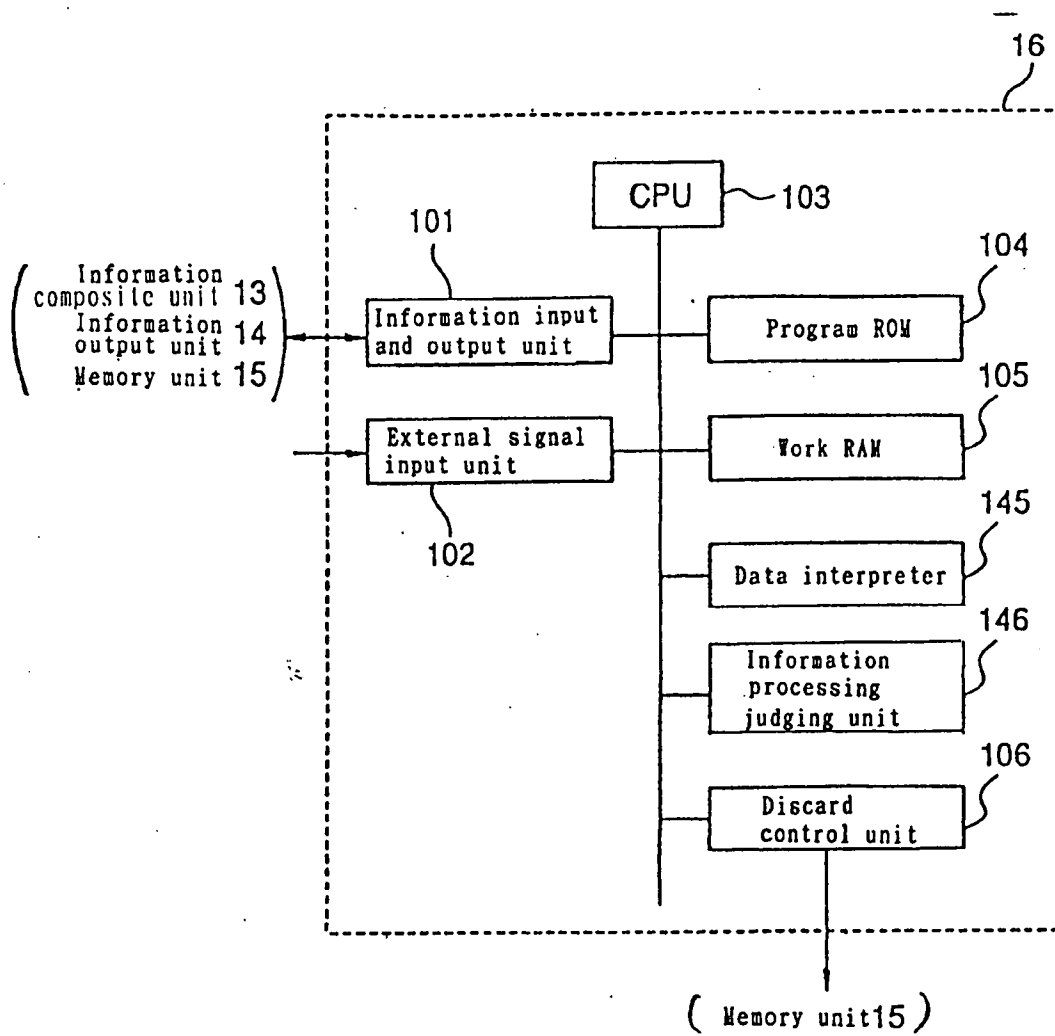 16
CPU
103
101
104
Information
composite unit 13
Information
output unit 14
Memory unit 15
Information input
and output unit
Program ROM
105
External signal
input unit
Work RAM
102
145
Data interpreter
146
Information
processing
judging unit
106
Discard
control unit
( Memory unit 15 )